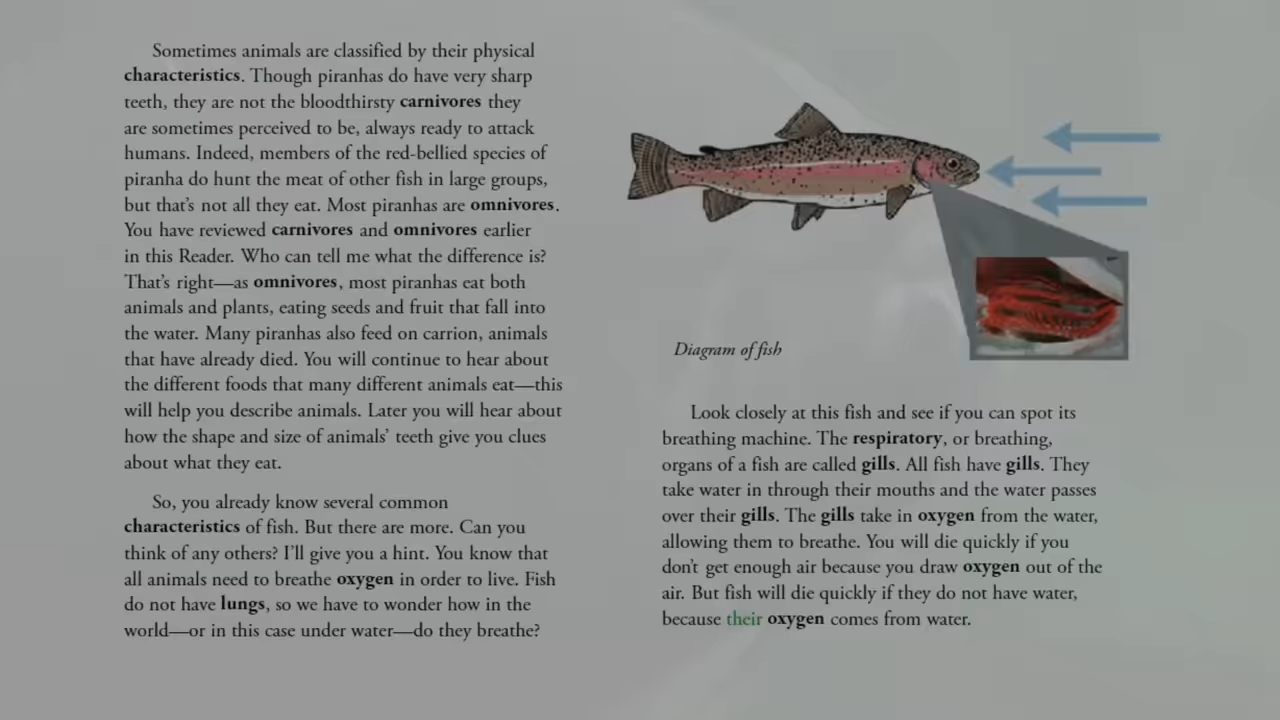 Sometimes animals are classified by their physical
characteristics. Though piranhas do have very sharp
teeth, they are not the bloodthirsty carnivores they
are sometimes perceived to be, always ready to attack
humans. Indeed, members of the red-bellied species of
piranha do hunt the meat of other fish in large groups,
but that’s not all they eat. Most piranhas are omnivores.
You have reviewed carnivores and omnivores earlier
in this Reader. Who can tell me what the difference is?
That’s right—as omnivores, most piranhas eat both
animals and plants, eating seeds and fruit that fall into
the water. Many piranhas also feed on carrion, animals
that have already died. You will continue to hear about
the different foods that many different animals eat—this
will help you describe animals. Later you will hear about
how the shape and size of animals’ teeth give you clues
about what they eat.
So, you already know several common
characteristics of fish. But there are more. Can you
think of any others? I’ll give you a hint. You know that
all animals need to breathe oxygen in order to live. Fish
do not have lungs, so we have to wonder how in the
world—or in this case under water—do they breathe?
Diagram of fish
Look closely at this fish and see if you can spot its
breathing machine. The respiratory, or breathing,
organs of a fish are called gills. All fish have gills. They
take water in through their mouths and the water passes
over their gills. The gills take in oxygen from the water,
allowing them to breathe. You will die quickly if you
don’t get enough air because you draw oxygen out of the
air. But fish will die quickly if they do not have water,
because their oxygen comes from water.